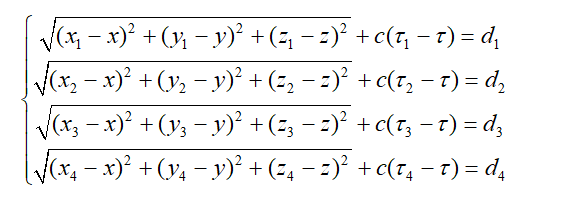 √(x₁ − x)² + (y₁ − y)² + (z₁ − z)² + c(τ₁ − τ) = d₁
√(x₂ − x)² + (y₂ − y)² + (z₂ − z)² + c(τ₂ − τ) = d₂
√(x₃ − x)² + (y₃ − y)² + (z₃ − z)² + c(τ₃ − τ) = d₃
√(x₄ − x)² + (y₄ − y)² + (z₄ − z)² + c(τ₄ − τ) = d₄